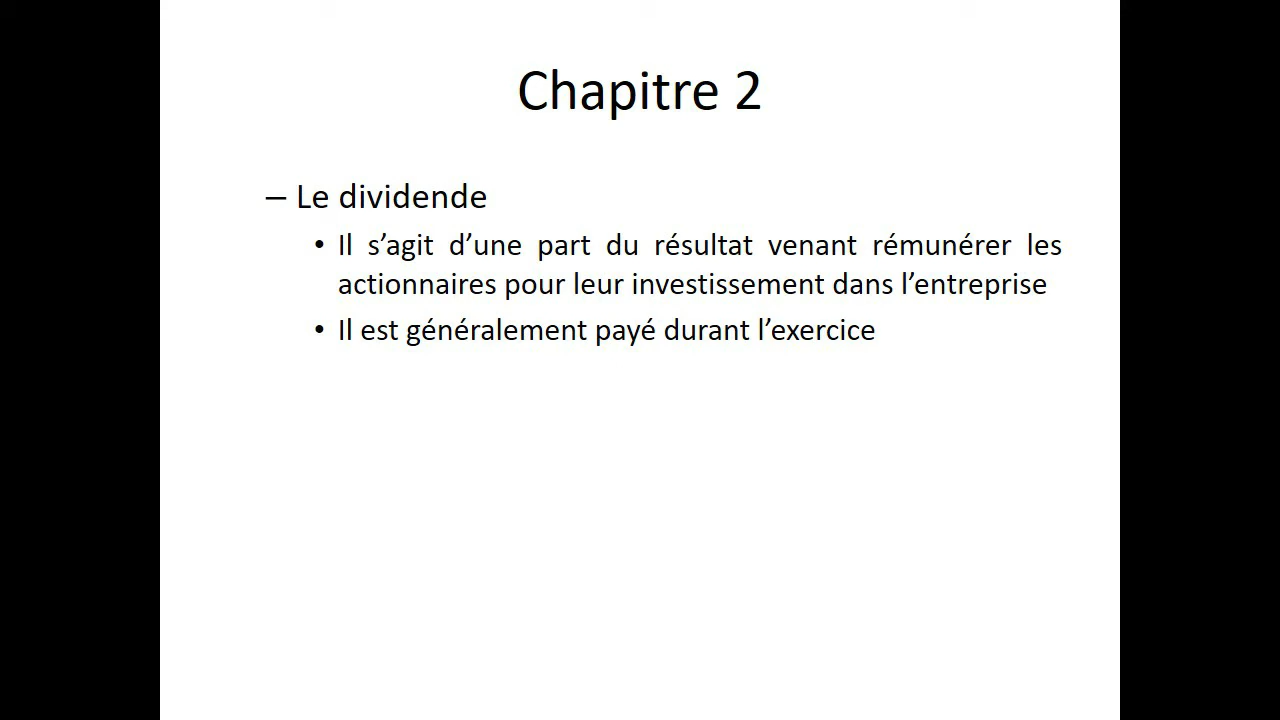 Chapitre 2
– Le dividende
• Il s’agit d’une part du résultat venant rémunérer les
actionnaires pour leur investissement dans l’entreprise
• Il est généralement payé durant l’exercice